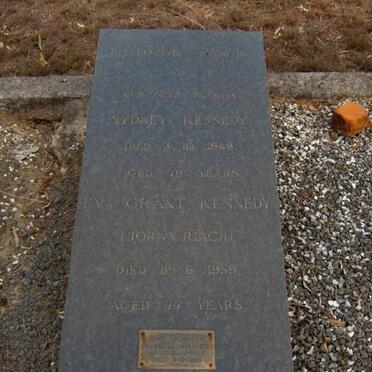 IN LOVING MEMORY
OF
OUR DEAR PARENTS
SYDNEY KENNEDY
DIED 3.10.1949
AGED 79 YEARS
EVA GRANT KENNEDY
(BORN REACH)
DIED 12.6.1959
AGED 77 YEARS